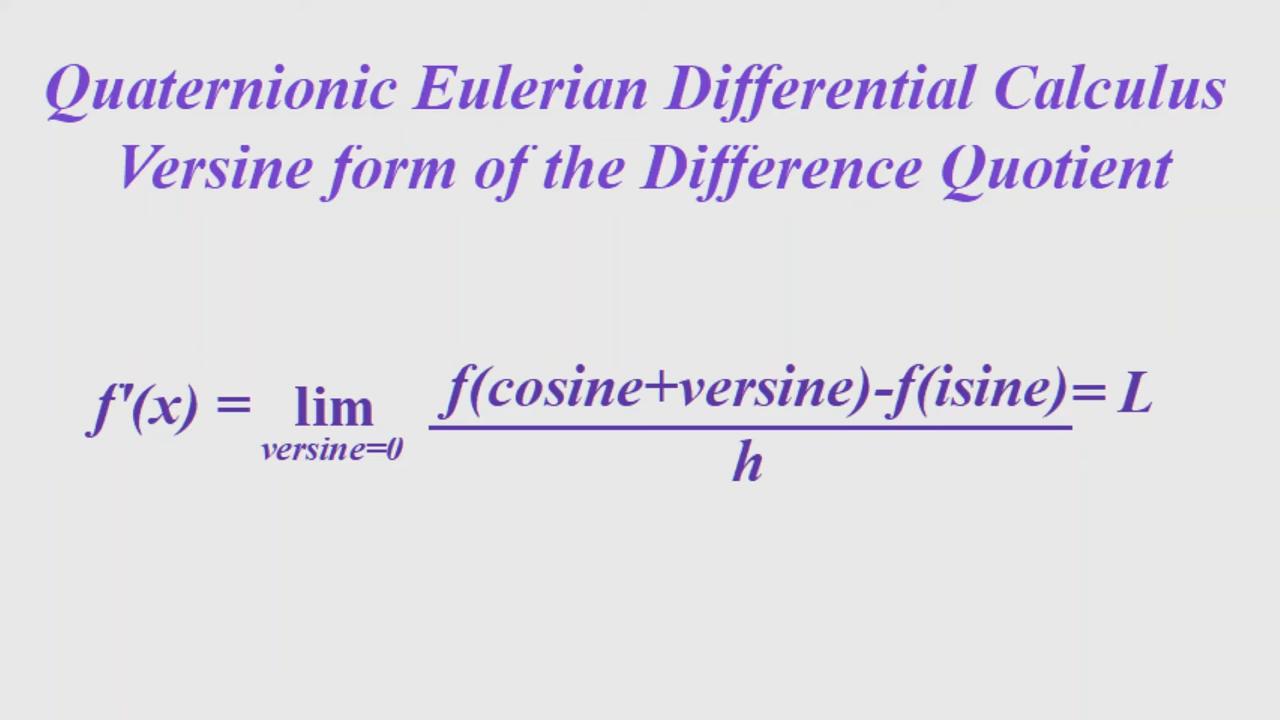 Quaternionic Eulerian Differential Calculus
Versine form of the Difference Quotient
f'(x) = lim f(cosine+versine)-f(isine) = L
versine=0
h